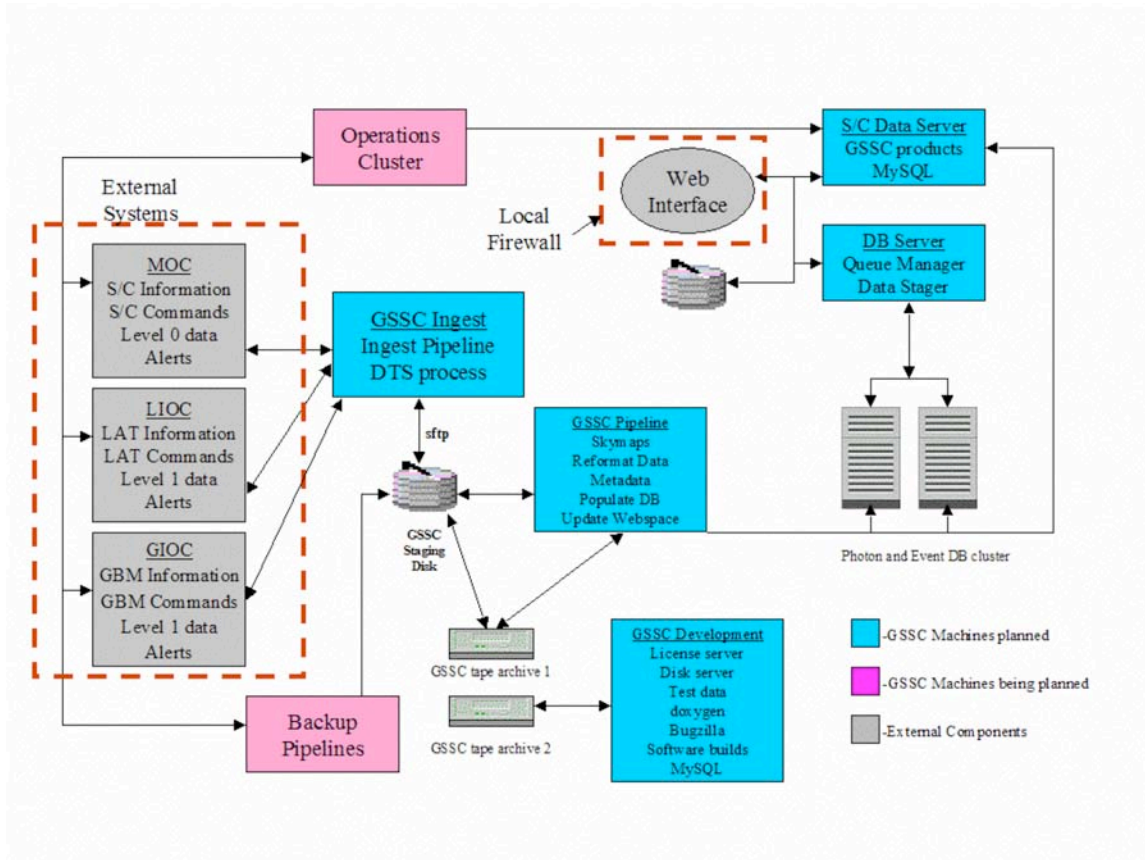 Operations
Cluster
S/C Data Server
GSSC products
MySQL
External
Systems
Web
Interface
Local
Firewall
DB Server
Queue Manager
Data Stager
MOC
S/C Information
S/C Commands
Level 0 data
Alerts
GSSC Ingest
Ingest Pipeline
DTS process
LIOC
LAT Information
LAT Commands
Level 1 data
Alerts
sftp
GSSC Pipeline
Skymaps
Reformat Data
Metadata
Populate DB
Update Webspace
GSSC
Staging
Disk
Photon and Event DB cluster
GIOC
GBM Information
GBM Commands
Level 1 data
Alerts
GSSC tape archive 1
GSSC tape archive 2
GSSC Development
License server
Disk server
Test data
doxygen
Bugzilla
Software builds
MySQL
-GSSC Machines planned
-GSSC Machines being planned
-External Components
Backup
Pipelines